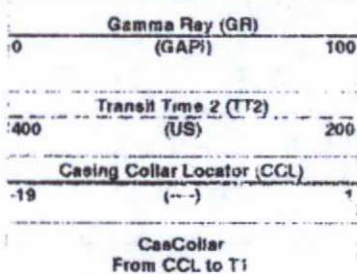 Gamma Ray (GR)
0 (GAPI) 100
Transit Time 2 (TT2)
400 (US) 200
Casing Collar Locator (CCL)
-19 (---) 1
CasCollar
From CCL to T1